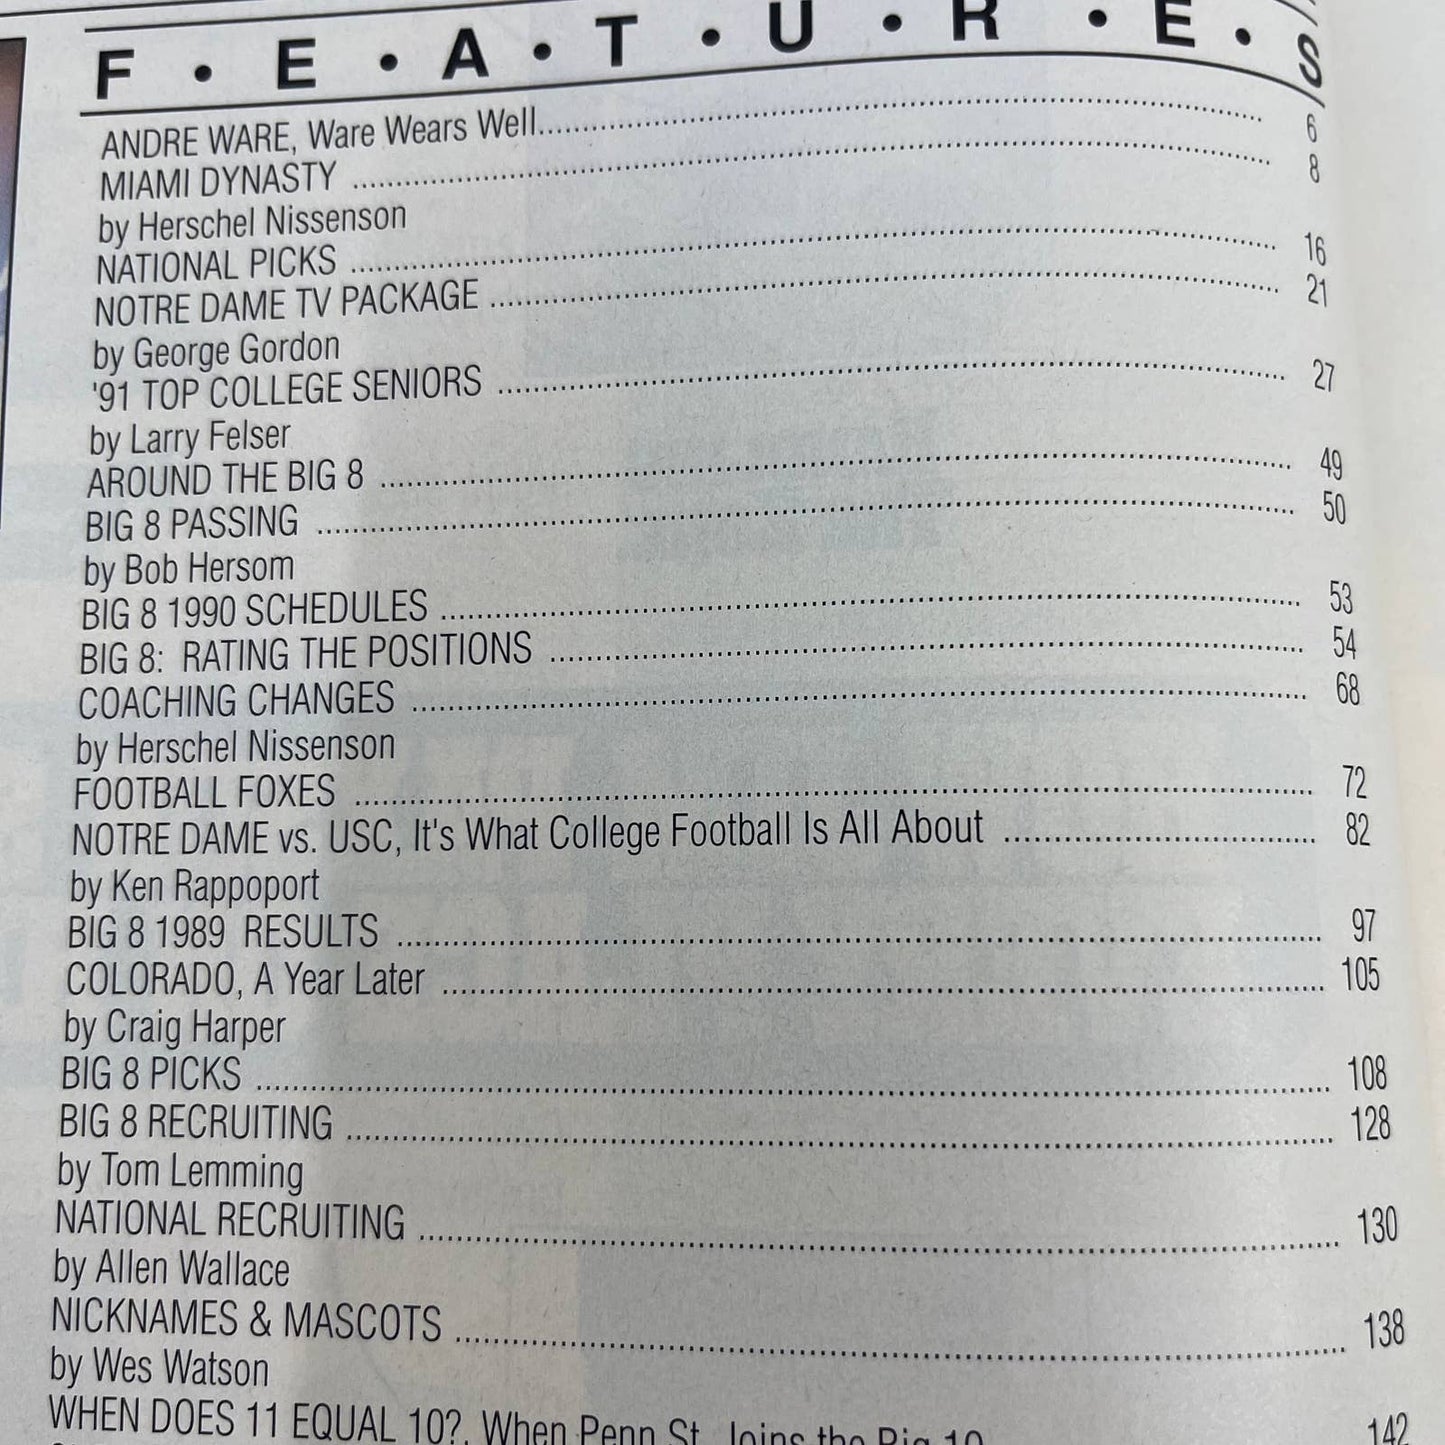 F • E • A • T • U • R • E • S
ANDRE WARE, Ware Wears Well.......... 6
MIAMI DYNASTY .......... 8
by Herschel Nissenson
NATIONAL PICKS .......... 16
NOTRE DAME TV PACKAGE .......... 21
by George Gordon
'91 TOP COLLEGE SENIORS .......... 27
by Larry Felser
AROUND THE BIG 8 .......... 49
BIG 8 PASSING .......... 50
by Bob Hersom
BIG 8 1990 SCHEDULES .......... 53
BIG 8: RATING THE POSITIONS .......... 54
COACHING CHANGES .......... 68
by Herschel Nissenson
FOOTBALL FOXES .......... 72
NOTRE DAME vs. USC, It's What College Football Is All About .......... 82
by Ken Rappoport
BIG 8 1989 RESULTS .......... 97
COLORADO, A Year Later .......... 105
by Craig Harper
BIG 8 PICKS .......... 108
BIG 8 RECRUITING .......... 128
by Tom Lemming
NATIONAL RECRUITING .......... 130
by Allen Wallace
NICKNAMES & MASCOTS .......... 138
by Wes Watson
WHEN DOES 11 EQUAL 10?, When Penn St. Joins the Big 10 142